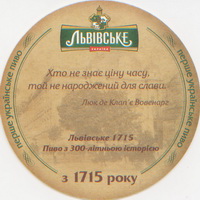 ЛЬВІВСЬКЕ
Хто не знає ціну часу,
той не народжений для слави.
Люк де Клап'є Вовенарг
Львівське 1715
Пиво з 300-літньою історією
з 1715 року
перше українське пиво
перше українське пиво